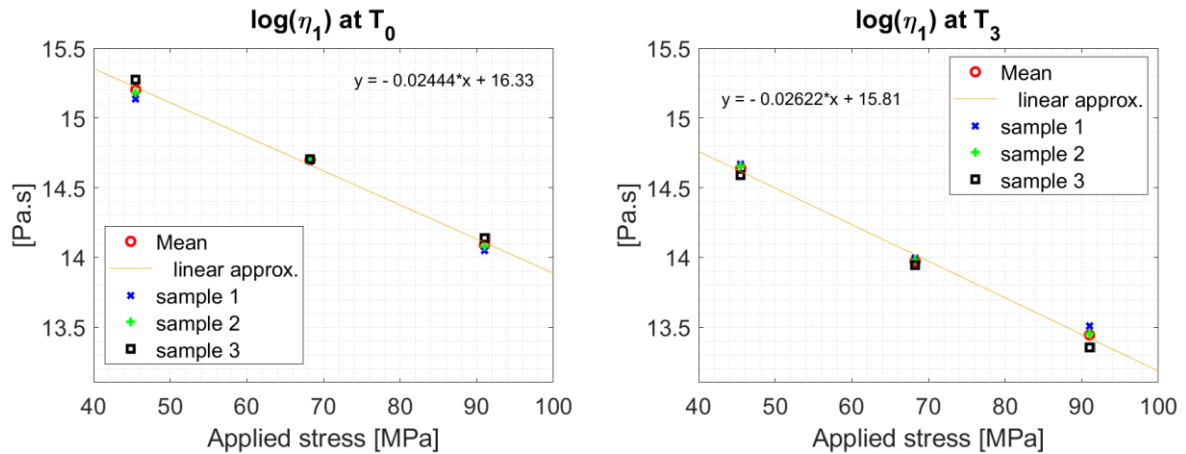 log(η1) at T0
15.5
15
14.5
14
13.5
[Pa.s]
y = - 0.02444*x + 16.33
Mean
linear approx.
sample 1
sample 2
sample 3
40 50 60 70 80 90 100
Applied stress [MPa]
log(η1) at T3
15.5
15
14.5
14
13.5
[Pa.s]
y = - 0.02622*x + 15.81
Mean
linear approx.
sample 1
sample 2
sample 3
40 50 60 70 80 90 100
Applied stress [MPa]